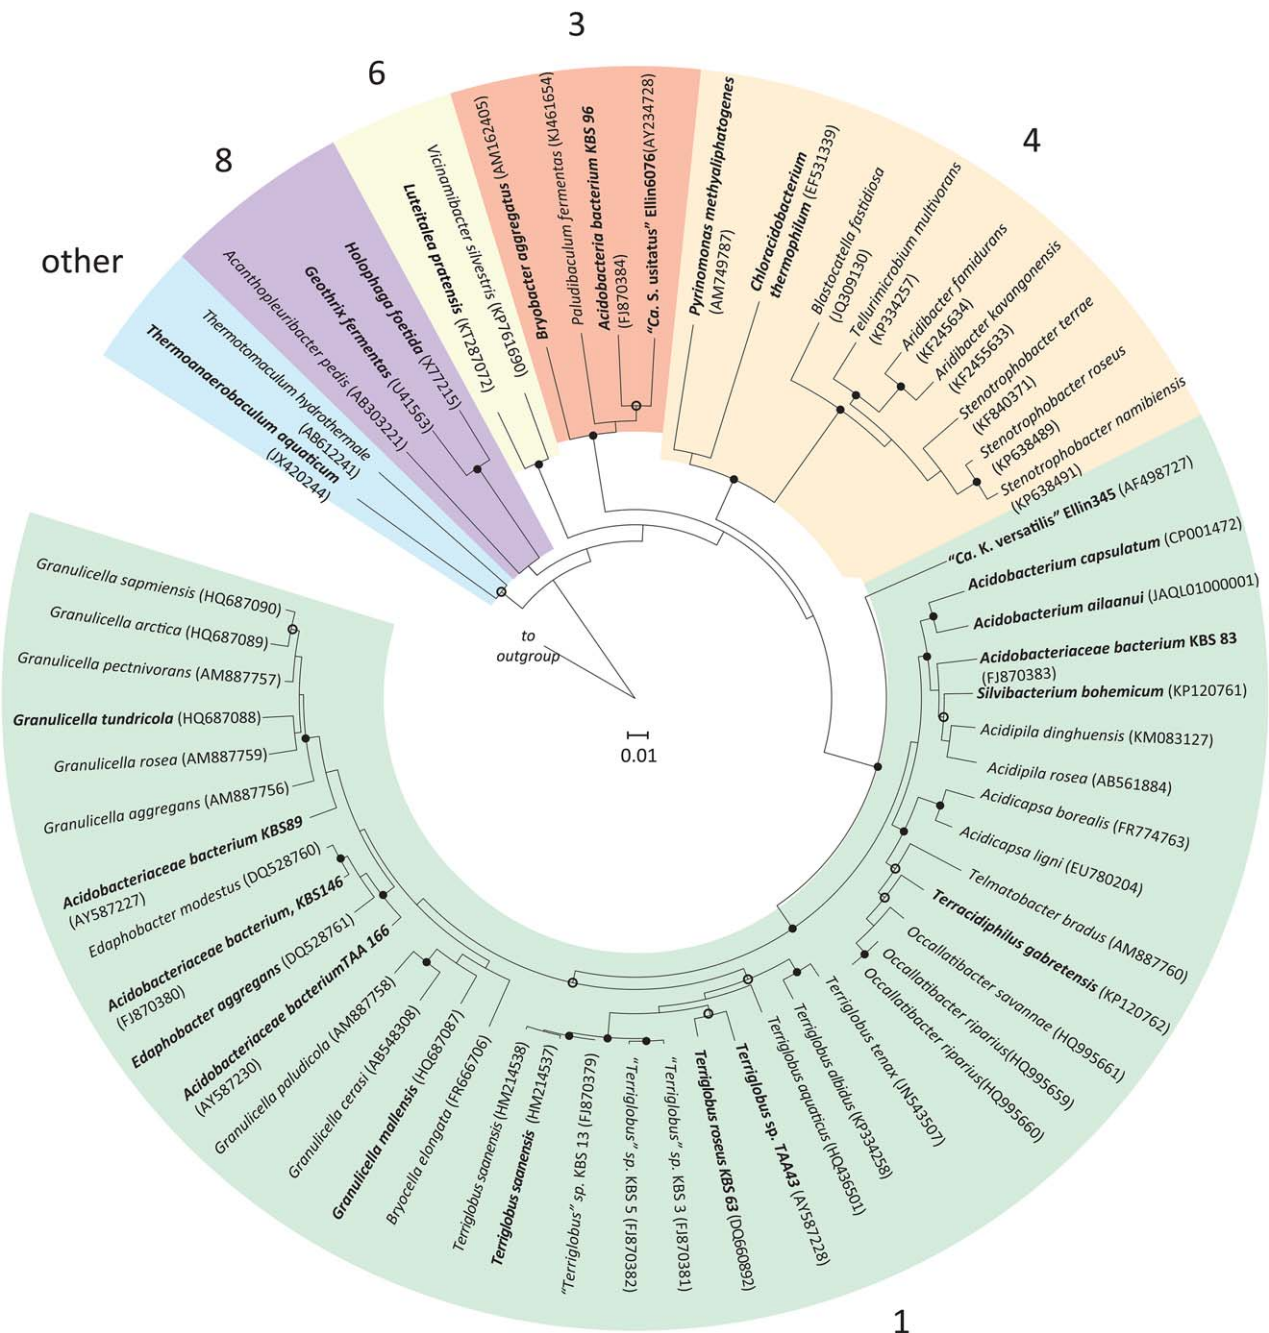 3
6
4
8
other
1
Thermoanaerobaculum aquaticum
(JX420244)
Thermotomaculum hydrothermale
(AB612241)
Acanthopleuribacter pedis (AB303221)
Geothrix fermentas (U41563)
Holophaga foetida (X77215)
Luteitalea pratensis (KT287072)
Vicinamibacter silvestris (KP761690)
Bryobacter aggregatus (AM162405)
Paludibaculum fermentas (KJ461654)
Acidobacteria bacterium KBS 96
(FJ870384)
"Ca. S. usitatus" Ellin6076(AY234728)
Pyrinomonas methyaliphatogenes
(AM749787)
Chloracidobacterium
thermophilum (EF531339)
Blastocatella fastidiosa
(JQ309130)
Tellurimicrobium multivorans
(KP334257)
Aridibacter famidurans
(KF245634)
Aridibacter kavangonensis
(KF2455633)
Stenotrophobacter terrae
(KF840371)
Stenotrophobacter roseus
(KP638489)
Stenotrophobacter namibiensis
(KP638491)
"Ca. K. versatilis" Ellin345 (AF498727)
Acidobacterium capsulatum (CP001472)
Acidobacterium ailaanui (JAQL01000001)
Acidobacteriaceae bacterium KBS 83
(FJ870383)
Silvibacterium bohemicum (KP120761)
Acidipila dinghuensis (KM083127)
Acidipila rosea (AB561884)
Acidicapsa borealis (FR774763)
Acidicapsa ligni (EU780204)
Telmatobacter bradus (AM887760)
Terracidiphilus gabretensis (KP120762)
Occallatibacter savannae (HQ995661)
Occallatibacter riparius(HQ995659)
Occallatibacter riparius(HQ995660)
Terriglobus tenax (JN543507)
Terriglobus albidus (KP334258)
Terriglobus aquaticus (HQ436501)
Terriglobus sp. TAA43 (AY587228)
Terriglobus roseus KBS 63 (DQ660892)
"Terriglobus" sp. KBS 3 (FJ870381)
"Terriglobus" sp. KBS 5 (FJ870382)
"Terriglobus" sp. KBS 13 (FJ870379)
Terriglobus saanensis (HM214537)
Terriglobus saanensis (HM214538)
Bryocella elongata (FR666706)
Granulicella mallensis (HQ687087)
Granulicella cerasi (AB548308)
Granulicella paludicola (AM887758)
Acidobacteriaceae bacteriumTAA 166
(AY587230)
Edaphobacter aggregans (DQ528761)
Acidobacteriaceae bacterium, KBS146
(FJ870380)
Edaphobacter modestus (DQ528760)
Acidobacteriaceae bacterium KBS89
(AY587227)
Granulicella aggregans (AM887756)
Granulicella rosea (AM887759)
Granulicella tundricola (HQ687088)
Granulicella pectnivorans (AM887757)
Granulicella arctica (HQ687089)
Granulicella sapmiensis (HQ687090)
to
outgroup
0.01